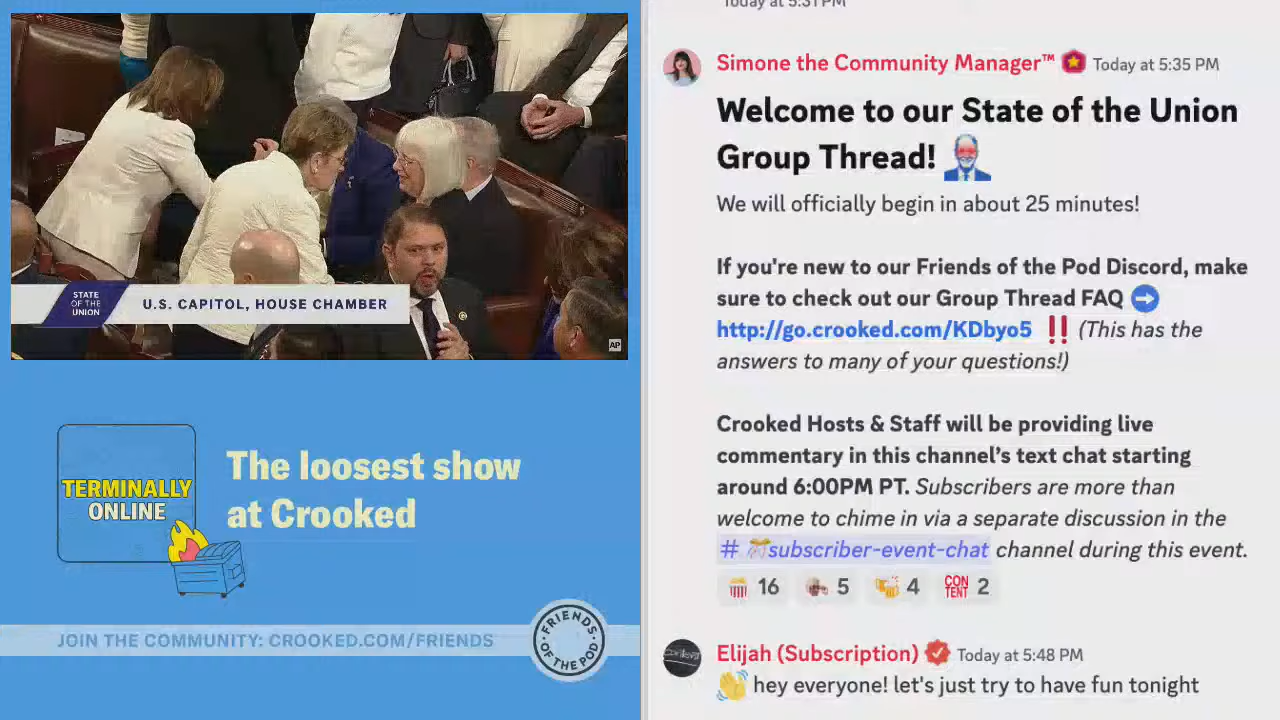 STATE
OF THE
UNION
U.S. CAPITOL, HOUSE CHAMBER
AP
TERMINALLY
ONLINE
The loosest show
at Crooked
JOIN THE COMMUNITY: CROOKED.COM/FRIENDS
FRIENDS
OF THE POD
Today at 5:31 PM
Simone the Community Manager™ Today at 5:35 PM
Welcome to our State of the Union
Group Thread!
We will officially begin in about 25 minutes!
If you're new to our Friends of the Pod Discord, make
sure to check out our Group Thread FAQ ➡
http://go.crooked.com/KDbyo5 ‼ (This has the
answers to many of your questions!)
Crooked Hosts & Staff will be providing live
commentary in this channel's text chat starting
around 6:00PM PT. Subscribers are more than
welcome to chime in via a separate discussion in the
# subscriber-event-chat channel during this event.
16 5 4 CONTENT 2
Elijah (Subscription) Today at 5:48 PM
👋 hey everyone! let's just try to have fun tonight